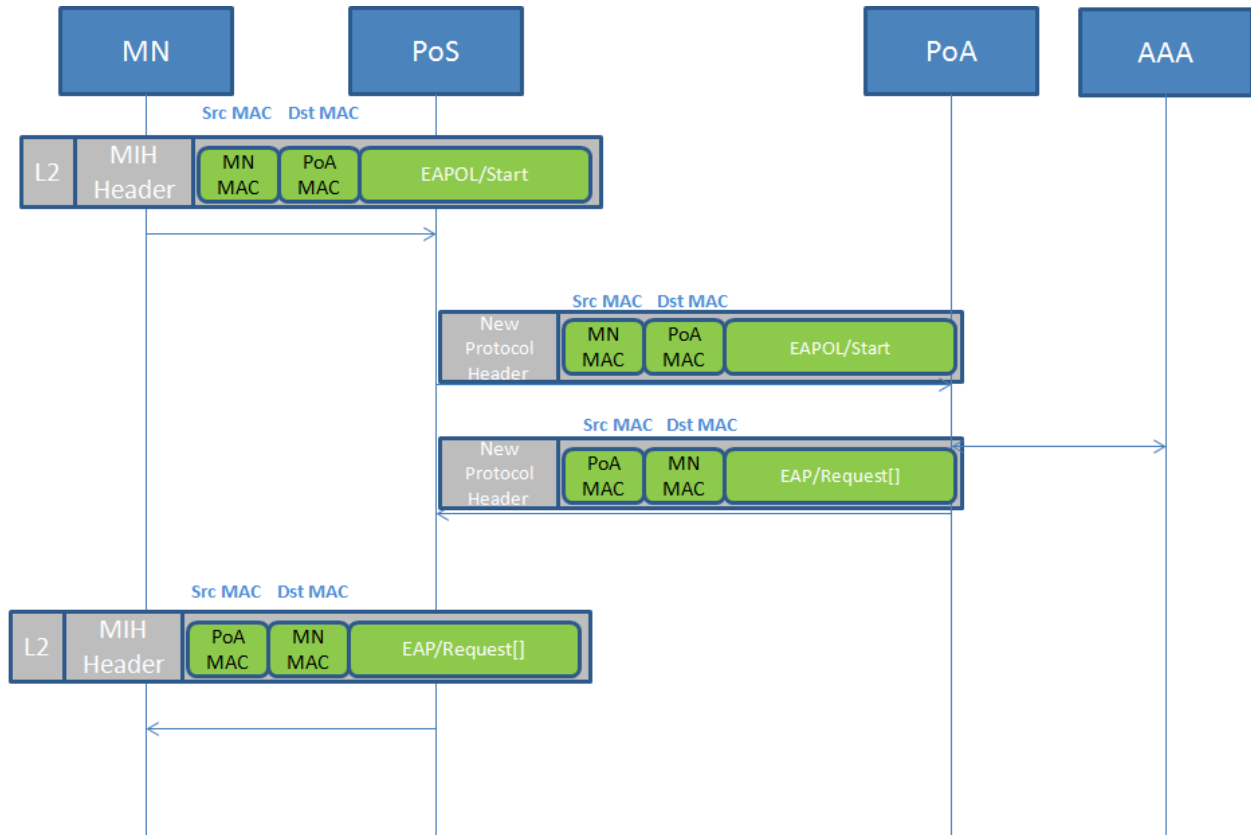 MN
PoS
PoA
AAA
Src MAC Dst MAC
L2
MIH
Header
MN
MAC
PoA
MAC
EAPOL/Start
Src MAC Dst MAC
New
Protocol
Header
MN
MAC
PoA
MAC
EAPOL/Start
Src MAC Dst MAC
New
Protocol
Header
PoA
MAC
MN
MAC
EAP/Request[]
Src MAC Dst MAC
L2
MIH
Header
PoA
MAC
MN
MAC
EAP/Request[]